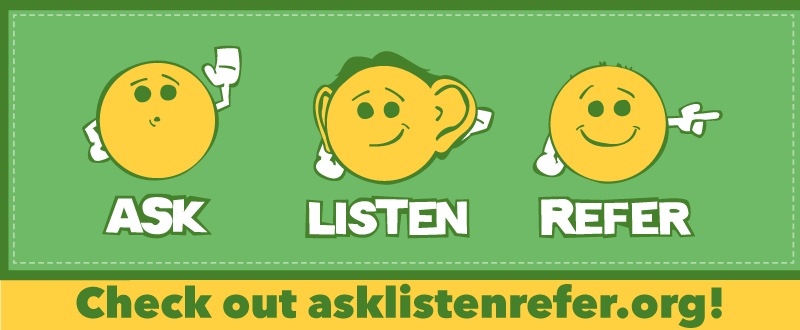 ASK LISTEN REFER
Check out asklistenrefer.org!